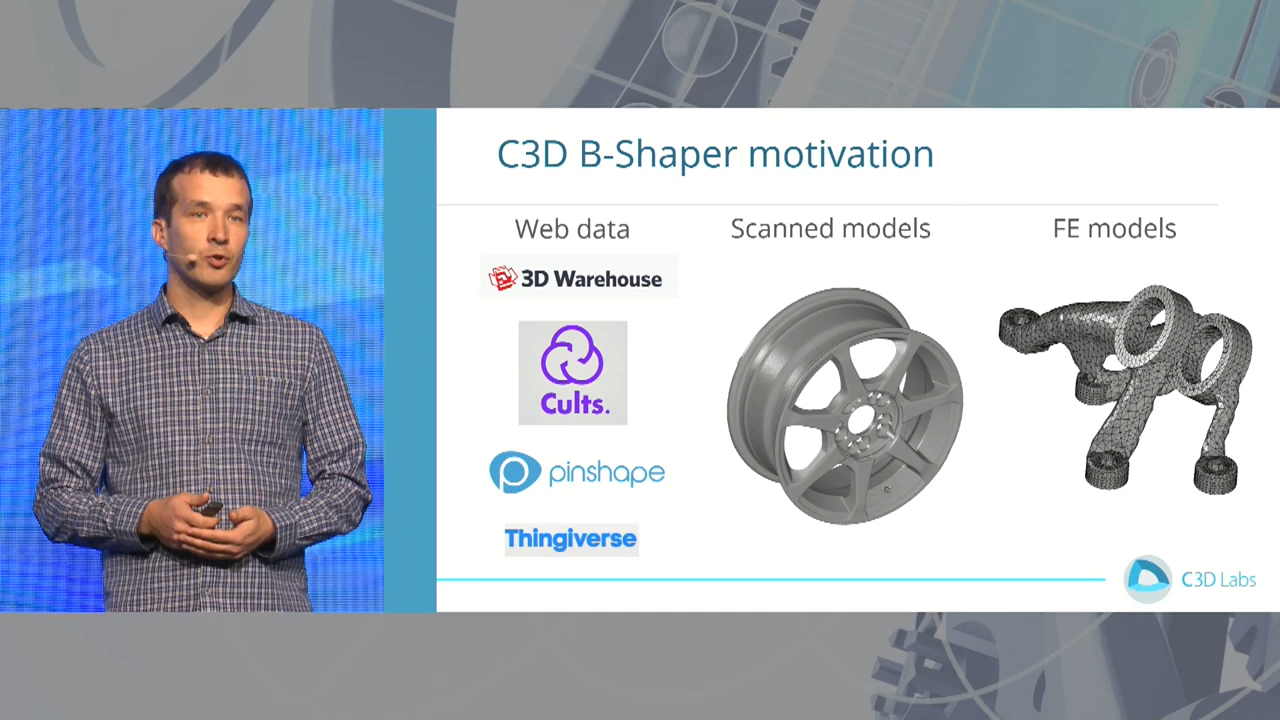 C3D B-Shaper motivation
Web data
Scanned models
FE models
3D Warehouse
Cults.
pinshape
Thingiverse
C3D Labs